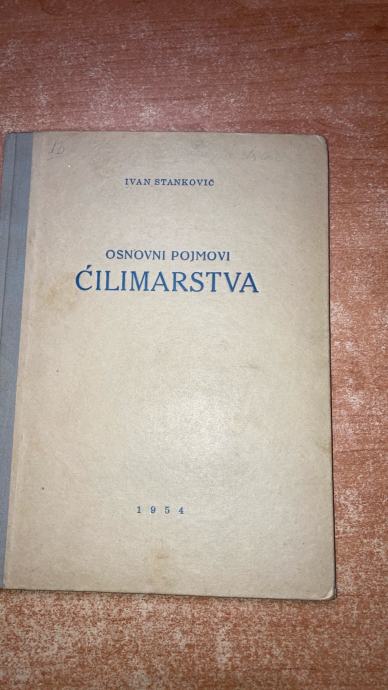 IVAN STANKOVIĆ
OSNOVNI POJMOVI
ĆILIMARSTVA
1954